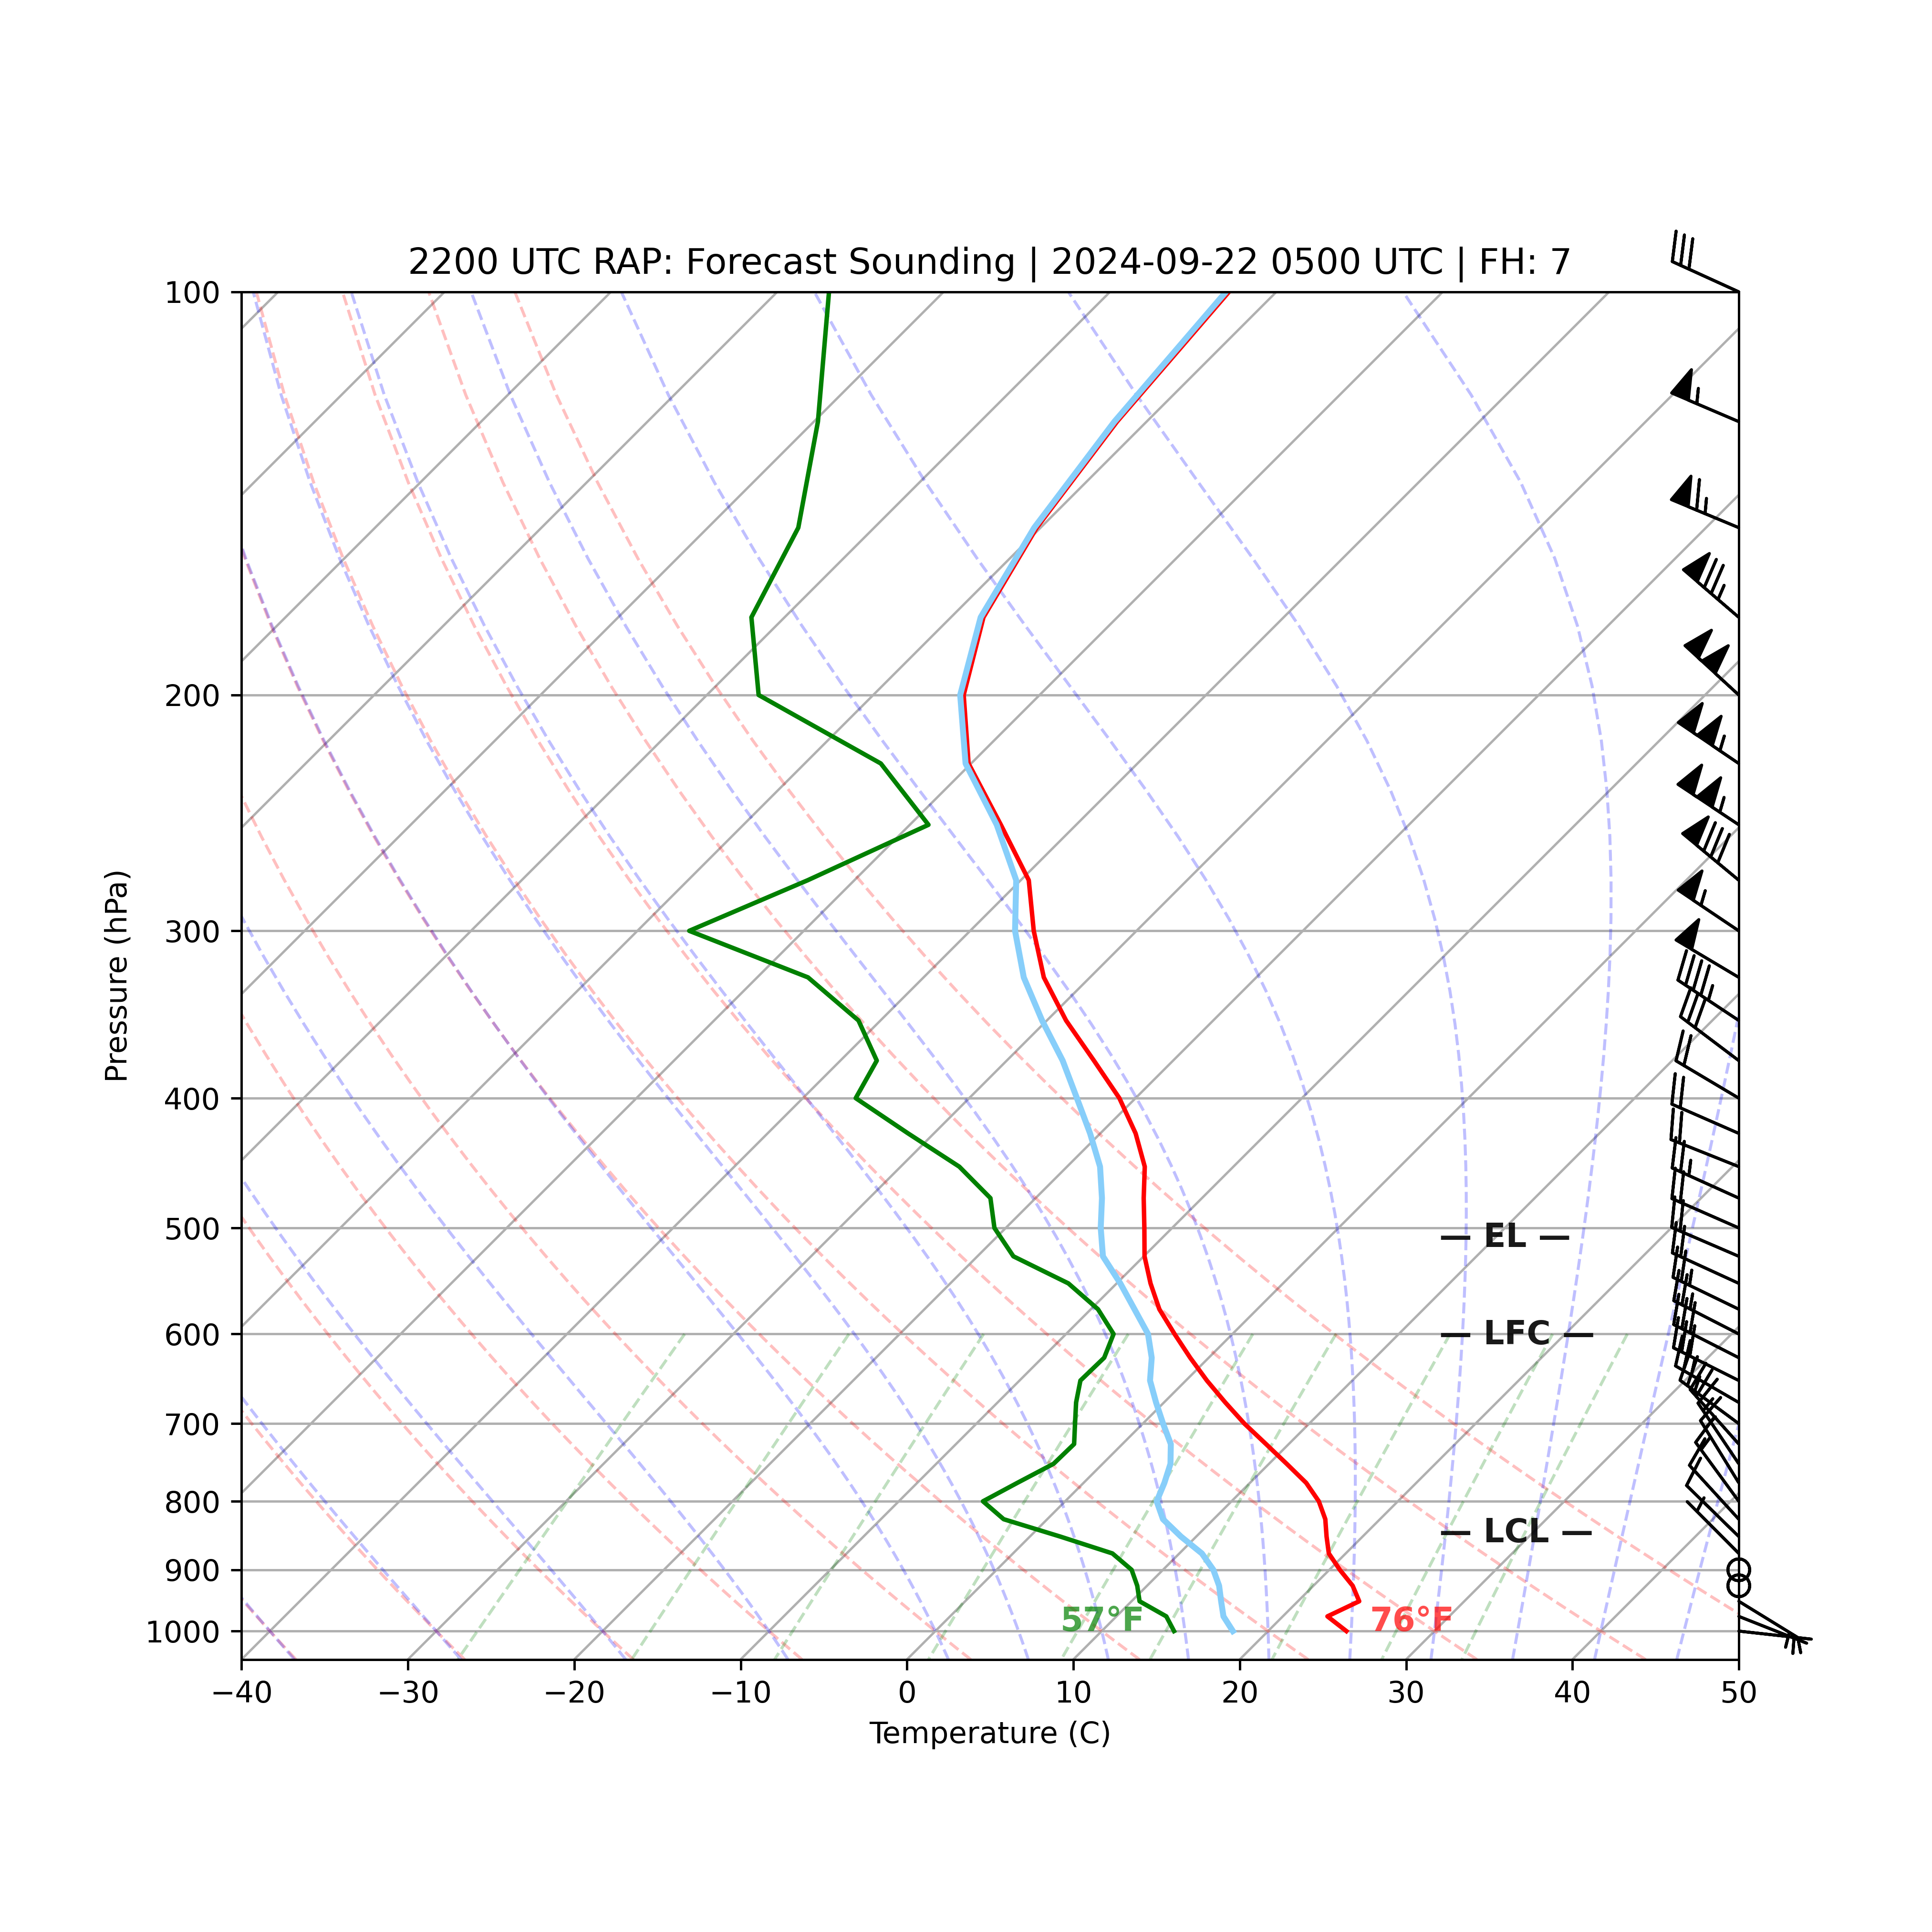 2200 UTC RAP: Forecast Sounding | 2024-09-22 0500 UTC | FH: 7
100
200
300
400
500
600
700
800
900
1000
Pressure (hPa)
— EL —
— LFC —
— LCL —
57°F
76°F
−40 −30 −20 −10 0 10 20 30 40 50
Temperature (C)